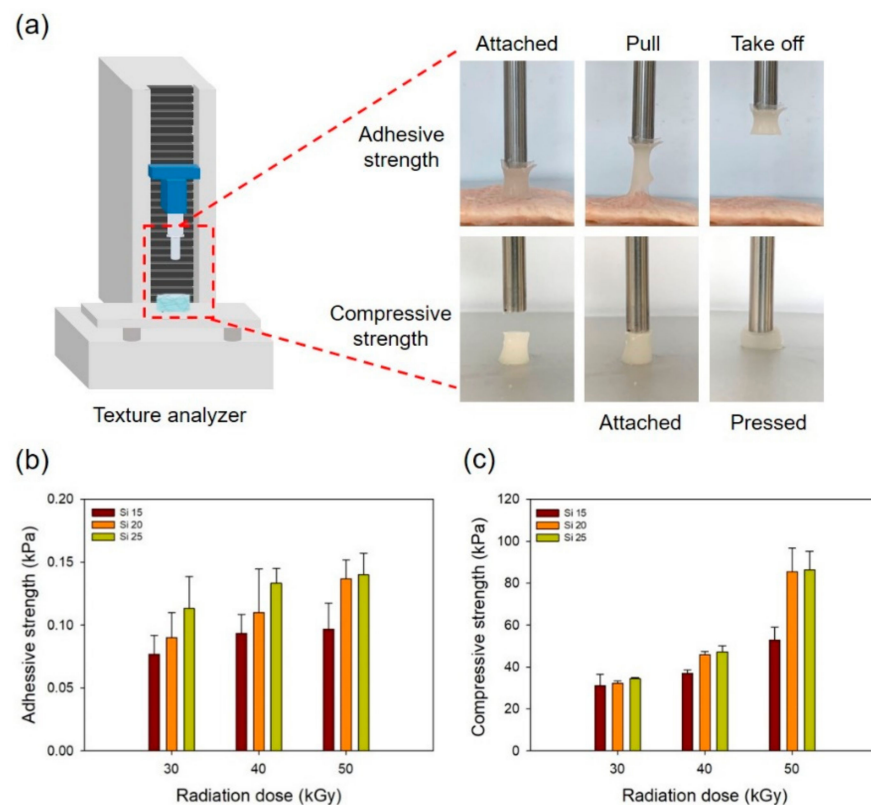 (a)
Attached
Pull
Take off
Adhesive
strength
Compressive
strength
Texture analyzer
Attached
Pressed
(b)
(c)
0.20
0.15
0.10
0.05
0.00
Adhessive strength (kPa)
Si 15
Si 20
Si 25
30
40
50
Radiation dose (kGy)
120
100
80
60
40
20
0
Compressive strength (kPa)
Si 15
Si 20
Si 25
30
40
50
Radiation dose (kGy)